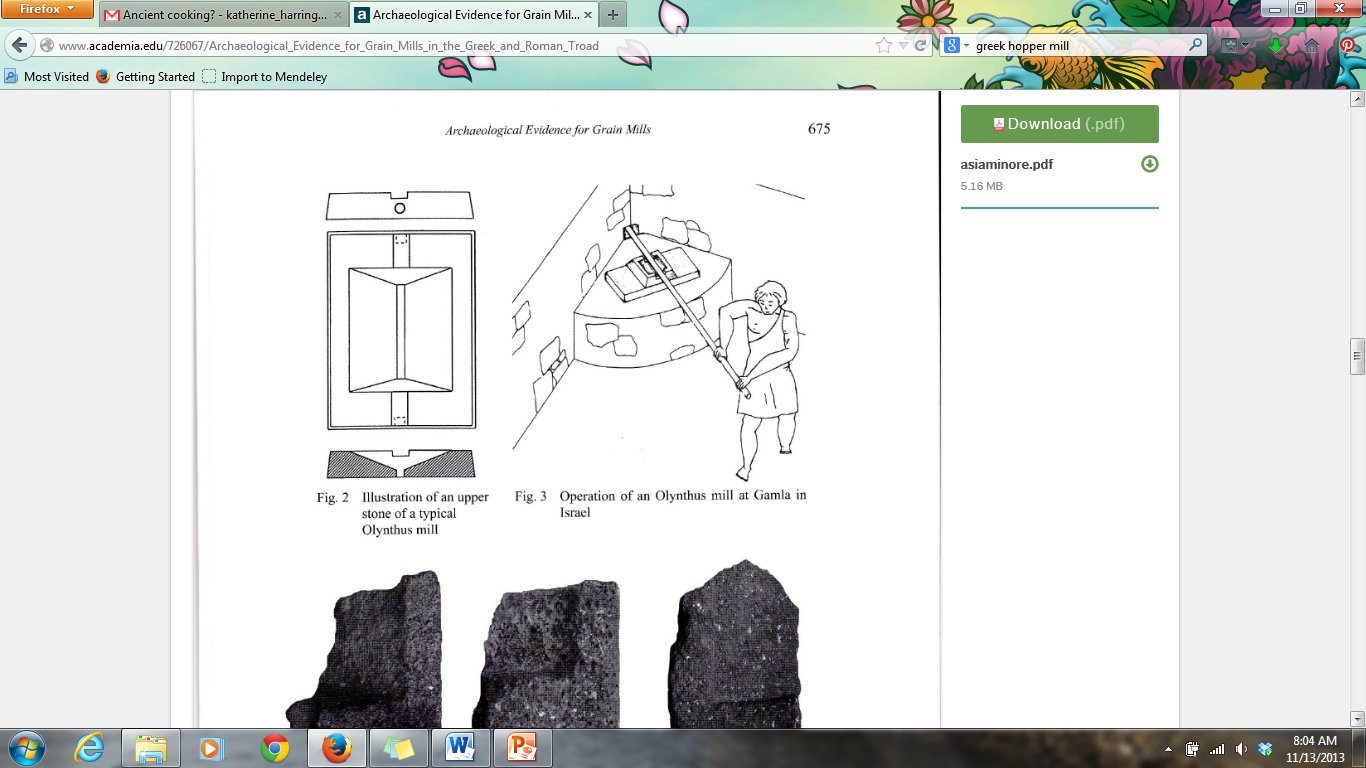 Firefox
Ancient cooking? - katherine_harring...
Archaeological Evidence for Grain Mil...
www.academia.edu/726067/Archaeological_Evidence_for_Grain_Mills_in_the_Greek_and_Roman_Troad
greek hopper mill
Most Visited
Getting Started
Import to Mendeley
Archaeological Evidence for Grain Mills
675
Download (.pdf)
asiaminore.pdf
5.16 MB
Fig. 2 Illustration of an upper
stone of a typical
Olynthus mill
Fig. 3 Operation of an Olynthus mill at Gamla in
Israel
8:04 AM
11/13/2013